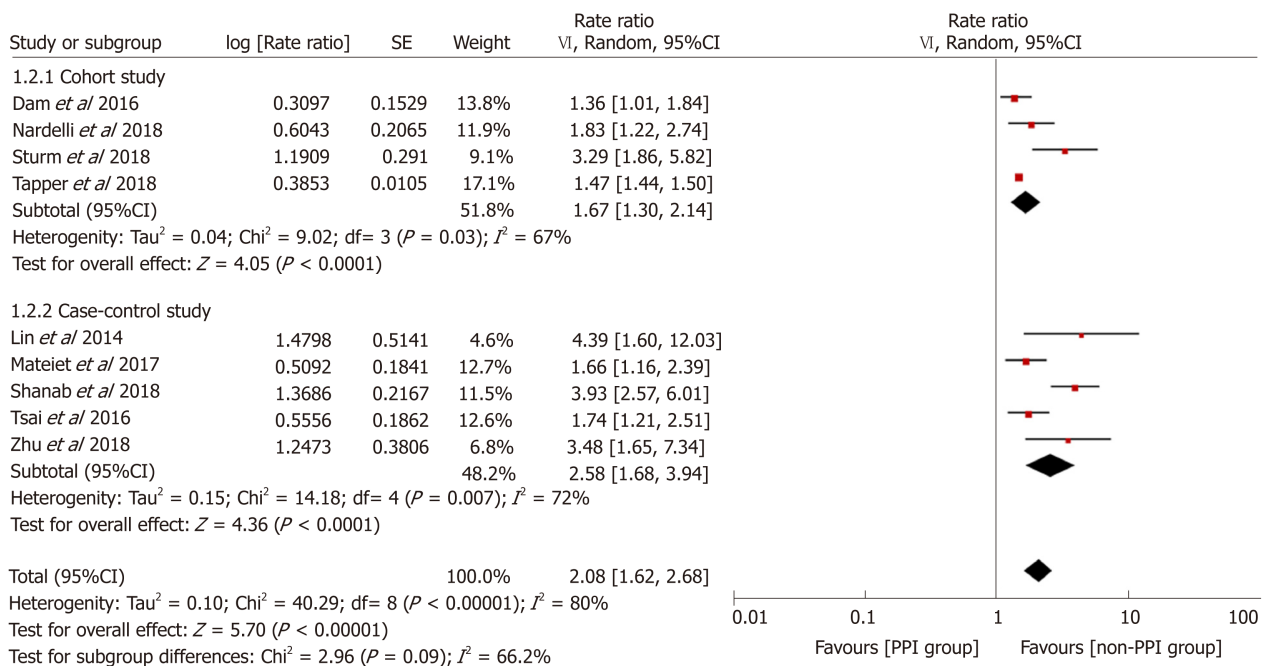 Rate ratio Rate ratio
Study or subgroup log [Rate ratio] SE Weight Ⅵ, Random, 95%CI Ⅵ, Random, 95%CI
1.2.1 Cohort study
Dam et al 2016 0.3097 0.1529 13.8% 1.36 [1.01, 1.84]
Nardelli et al 2018 0.6043 0.2065 11.9% 1.83 [1.22, 2.74]
Sturm et al 2018 1.1909 0.291 9.1% 3.29 [1.86, 5.82]
Tapper et al 2018 0.3853 0.0105 17.1% 1.47 [1.44, 1.50]
Subtotal (95%CI) 51.8% 1.67 [1.30, 2.14]
Heterogenity: Tau² = 0.04; Chi² = 9.02; df= 3 (P = 0.03); I² = 67%
Test for overall effect: Z = 4.05 (P < 0.0001)
1.2.2 Case-control study
Lin et al 2014 1.4798 0.5141 4.6% 4.39 [1.60, 12.03]
Mateiet et al 2017 0.5092 0.1841 12.7% 1.66 [1.16, 2.39]
Shanab et al 2018 1.3686 0.2167 11.5% 3.93 [2.57, 6.01]
Tsai et al 2016 0.5556 0.1862 12.6% 1.74 [1.21, 2.51]
Zhu et al 2018 1.2473 0.3806 6.8% 3.48 [1.65, 7.34]
Subtotal (95%CI) 48.2% 2.58 [1.68, 3.94]
Heterogenity: Tau² = 0.15; Chi² = 14.18; df= 4 (P = 0.007); I² = 72%
Test for overall effect: Z = 4.36 (P < 0.0001)
Total (95%CI) 100.0% 2.08 [1.62, 2.68]
Heterogenity: Tau² = 0.10; Chi² = 40.29; df= 8 (P < 0.00001); I² = 80%
Test for overall effect: Z = 5.70 (P < 0.00001)
Test for subgroup differences: Chi² = 2.96 (P = 0.09); I² = 66.2%
0.01 0.1 1 10 100
Favours [PPI group] Favours [non-PPI group]